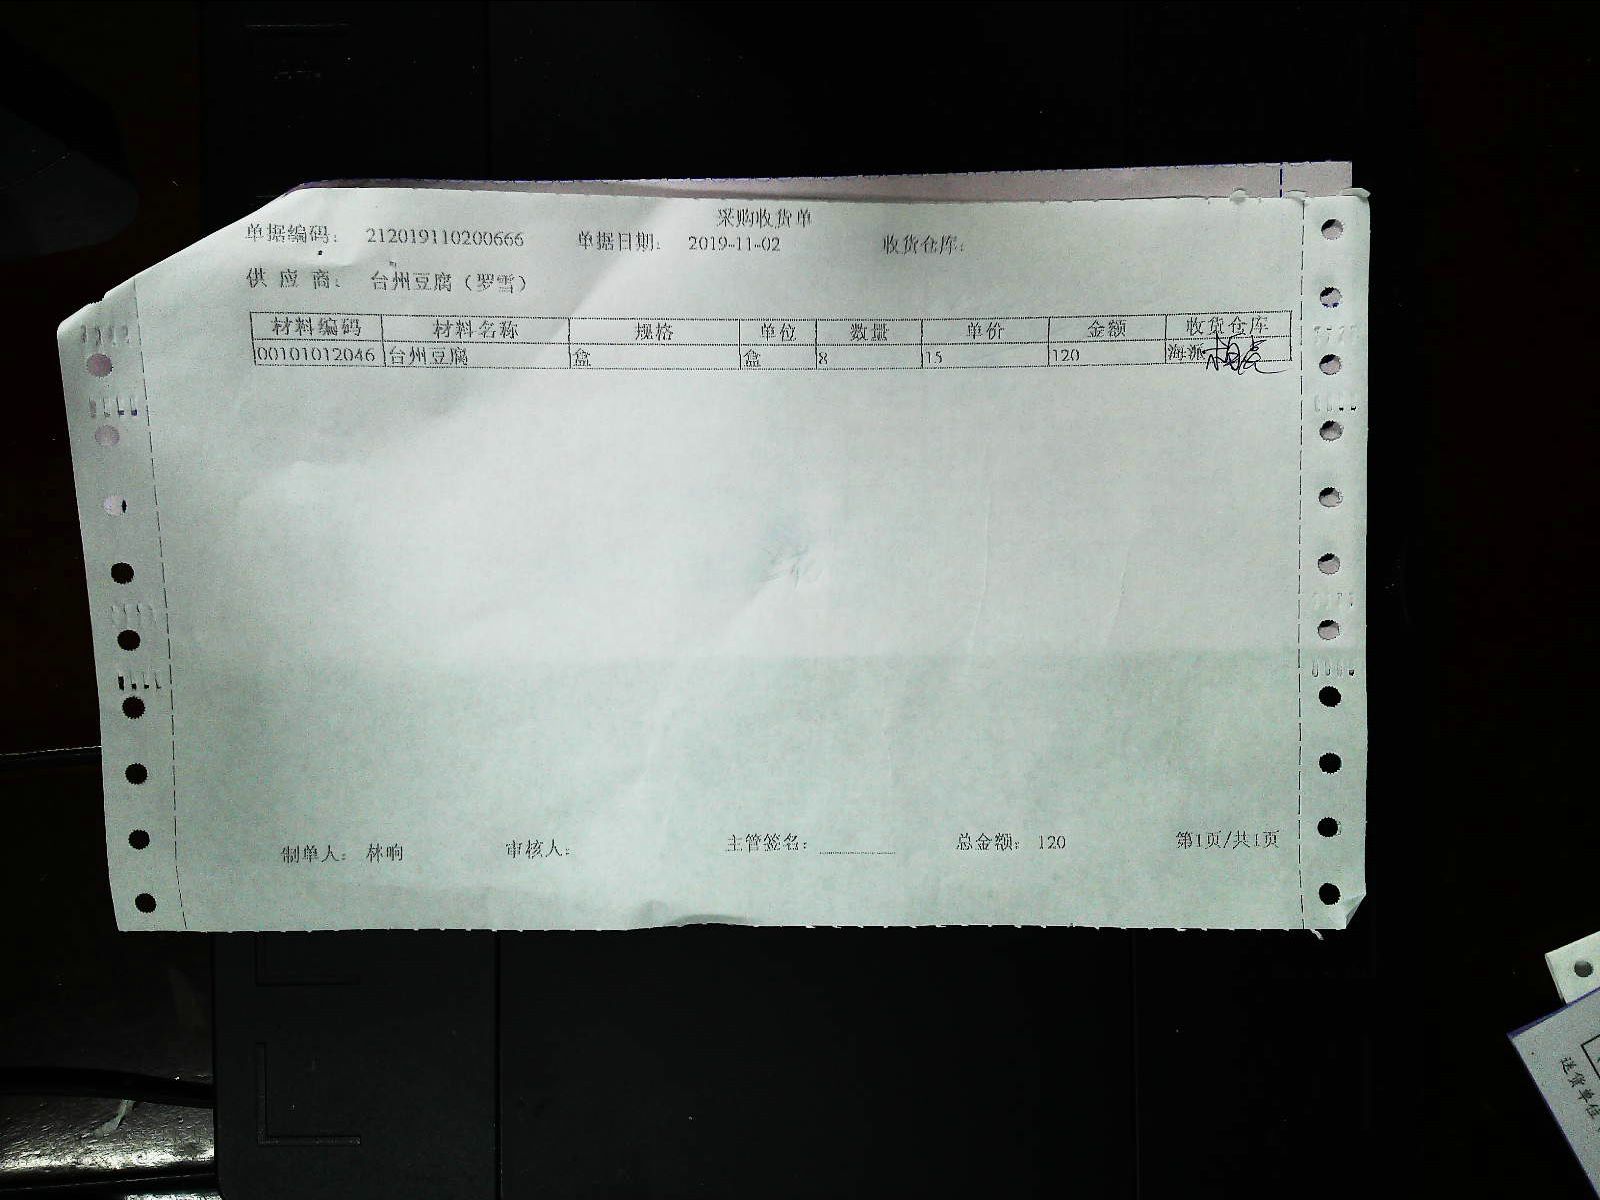 采购收货单
单据编码： 212019110200666 单据日期： 2019-11-02 收货仓库：
供应商： 台州豆腐（罗雪）
材料编码 材料名称 规格 单位 数量 单价 金额 收货仓库
00101012046 台州豆腐 盒 盒 8 15 120 海派
制单人： 林响 审核人： 主管签名： 总金额： 120 第1页/共1页
送货单位